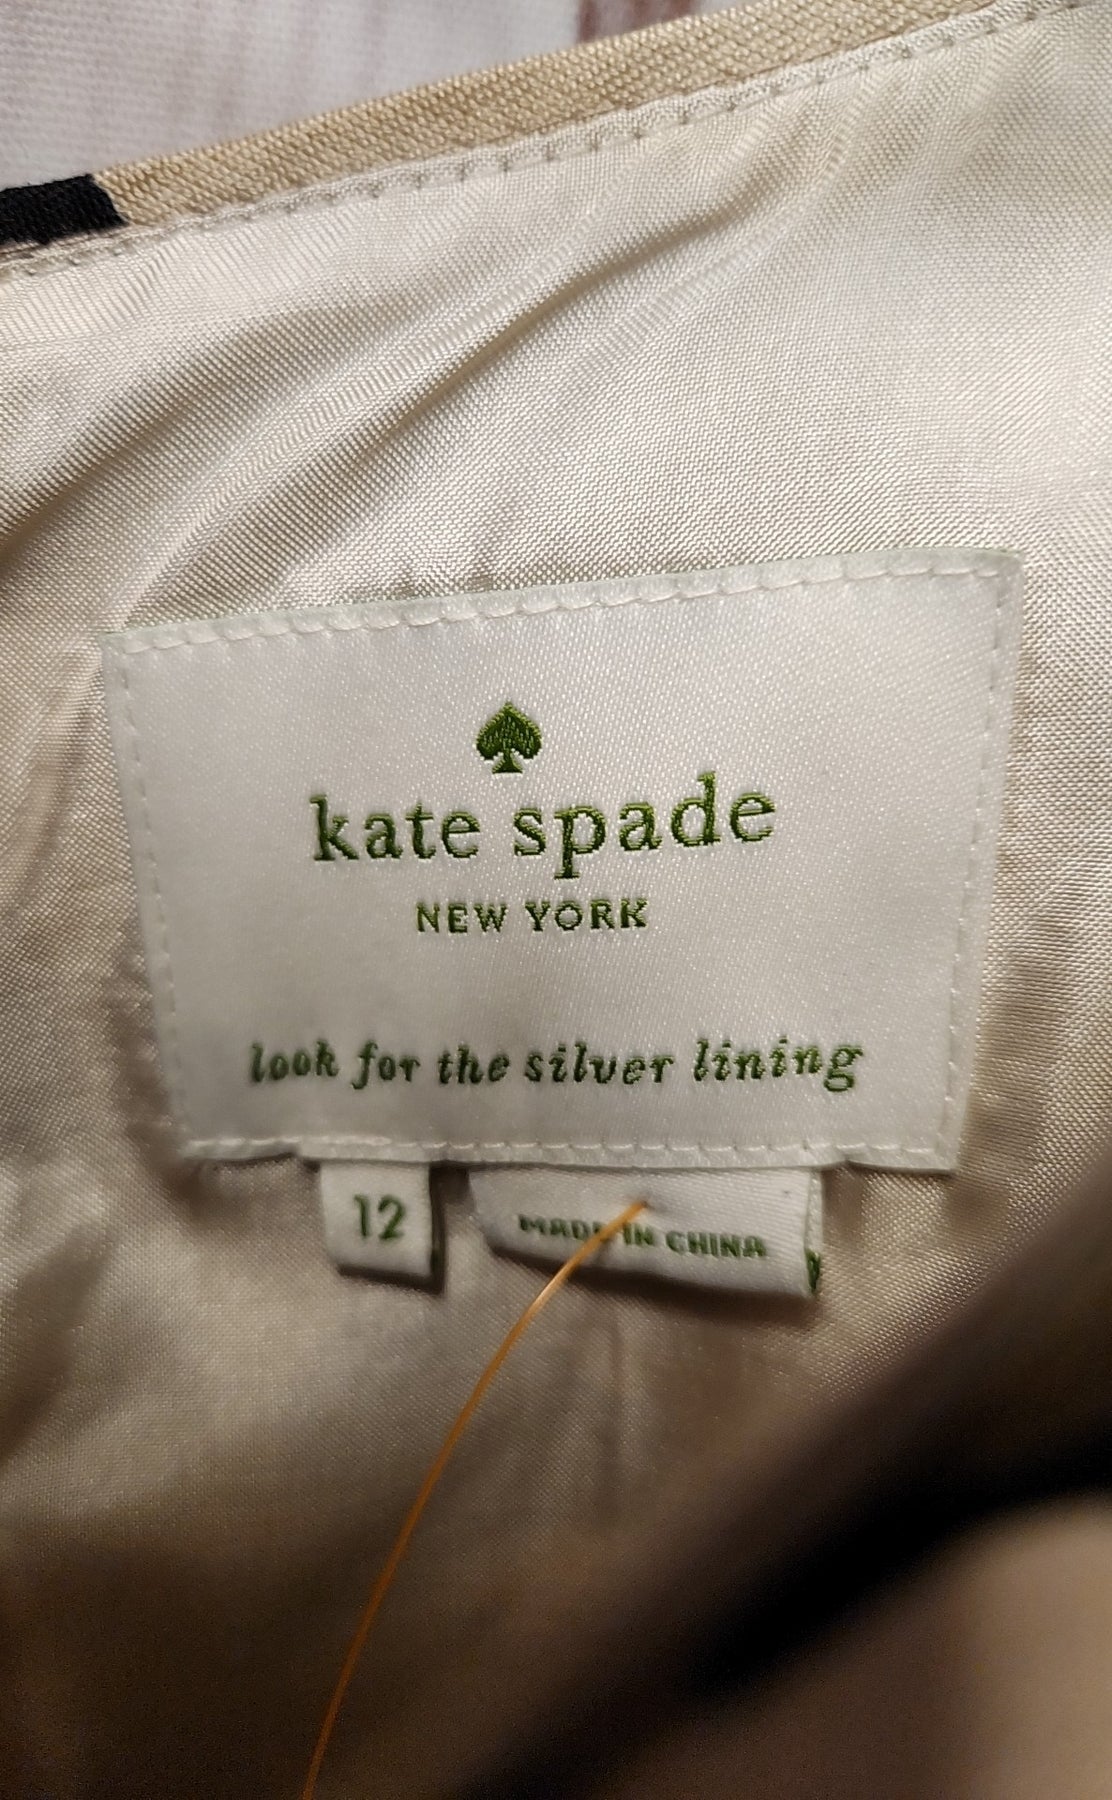 kate spade
NEW YORK
look for the silver lining
12
MADE IN CHINA